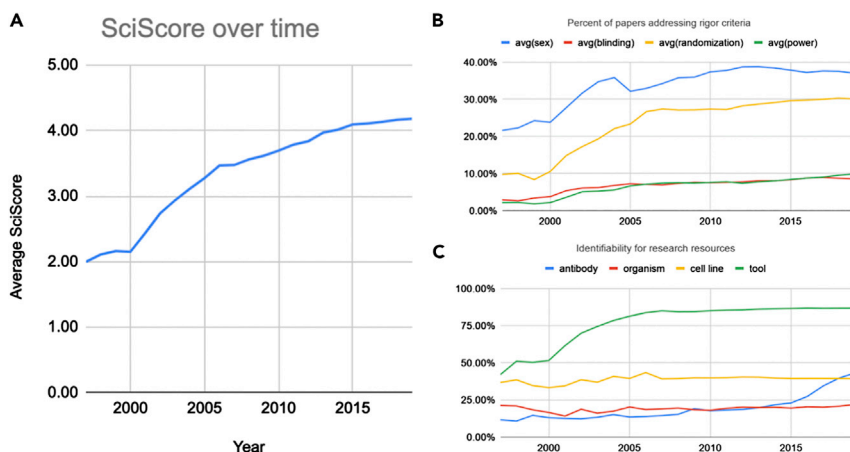 A
SciScore over time
5.00
4.00
3.00
2.00
1.00
0.00
Average SciScore
2000 2005 2010 2015
Year
B
Percent of papers addressing rigor criteria
avg(sex) avg(blinding) avg(randomization) avg(power)
40.00%
30.00%
20.00%
10.00%
0.00%
2000 2005 2010 2015
C
Identifiability for research resources
antibody organism cell line tool
100.00%
75.00%
50.00%
25.00%
0.00%
2000 2005 2010 2015